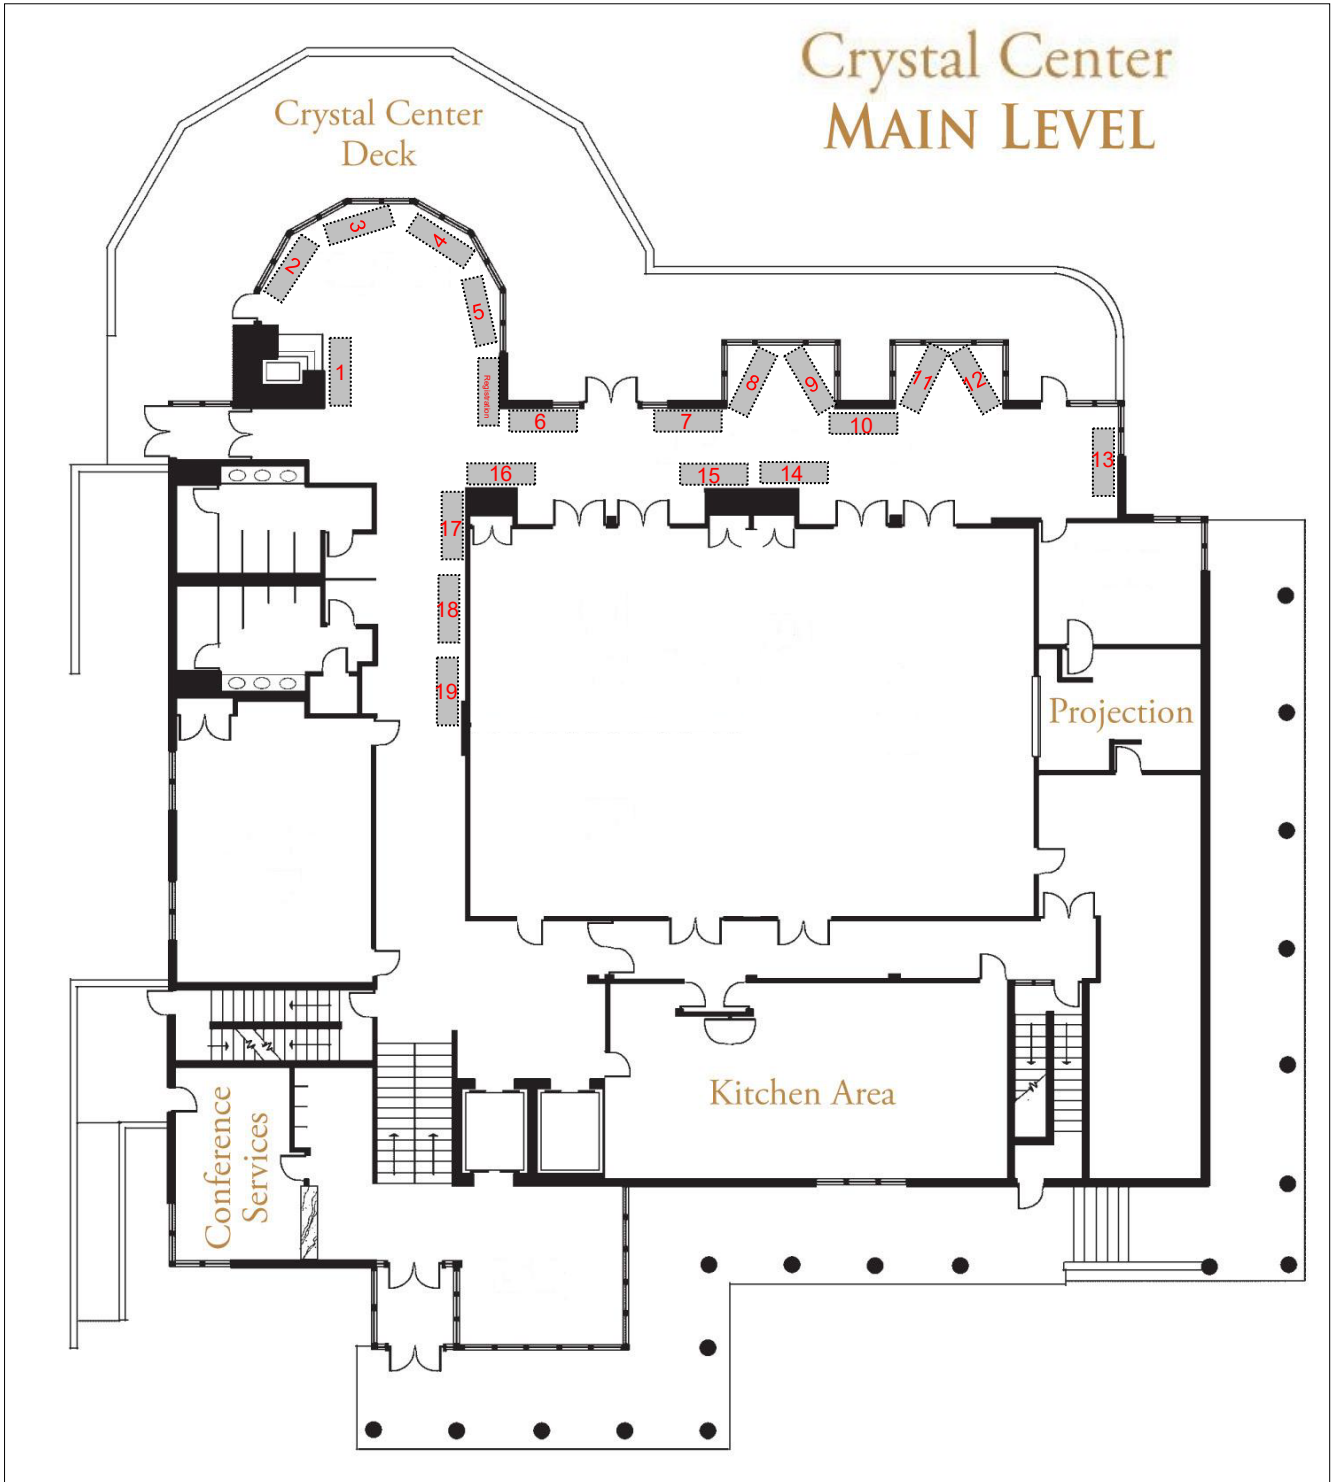 Crystal Center
MAIN LEVEL
Crystal Center
Deck
3
4
2
5
1
Registration
8
9
11
12
6
7
10
13
16
15
14
17
18
19
Projection
Kitchen Area
Conference
Services